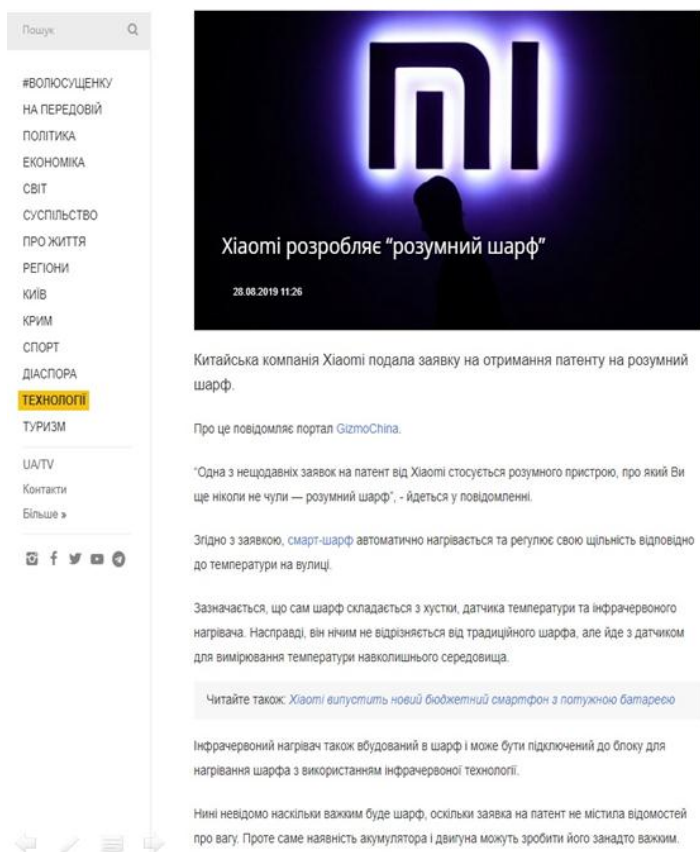 Пошук
#ВОЛЮСУЩЕНКУ
НА ПЕРЕДОВІЙ
ПОЛІТИКА
ЕКОНОМІКА
СВІТ
СУСПІЛЬСТВО
ПРО ЖИТТЯ
РЕГІОНИ
КИЇВ
КРИМ
СПОРТ
ДІАСПОРА
ТЕХНОЛОГІЇ
ТУРИЗМ
UA/TV
Контакти
Більше »
Xiaomi розробляє “розумний шарф”
28.08.2019 11:26
Китайська компанія Xiaomi подала заявку на отримання патенту на розумний
шарф.
Про це повідомляє портал GizmoChina.
“Одна з нещодавніх заявок на патент від Xiaomi стосується розумного пристрою, про який Ви
ще ніколи не чули — розумний шарф”, - йдеться у повідомленні.
Згідно з заявкою, смарт-шарф автоматично нагрівається та регулює свою щільність відповідно
до температури на вулиці.
Зазначається, що сам шарф складається з хустки, датчика температури та інфрачервоного
нагрівача. Насправді, він нічим не відрізняється від традиційного шарфа, але йде з датчиком
для вимірювання температури навколишнього середовища.
Читайте також: Xiaomi випустить новий бюджетний смартфон з потужною батареєю
Інфрачервоний нагрівач також вбудований в шарф і може бути підключений до блоку для
нагрівання шарфа з використанням інфрачервоної технології.
Нині невідомо наскільки важким буде шарф, оскільки заявка на патент не містила відомостей
про вагу. Проте саме наявність акумулятора і двигуна можуть зробити його занадто важким.